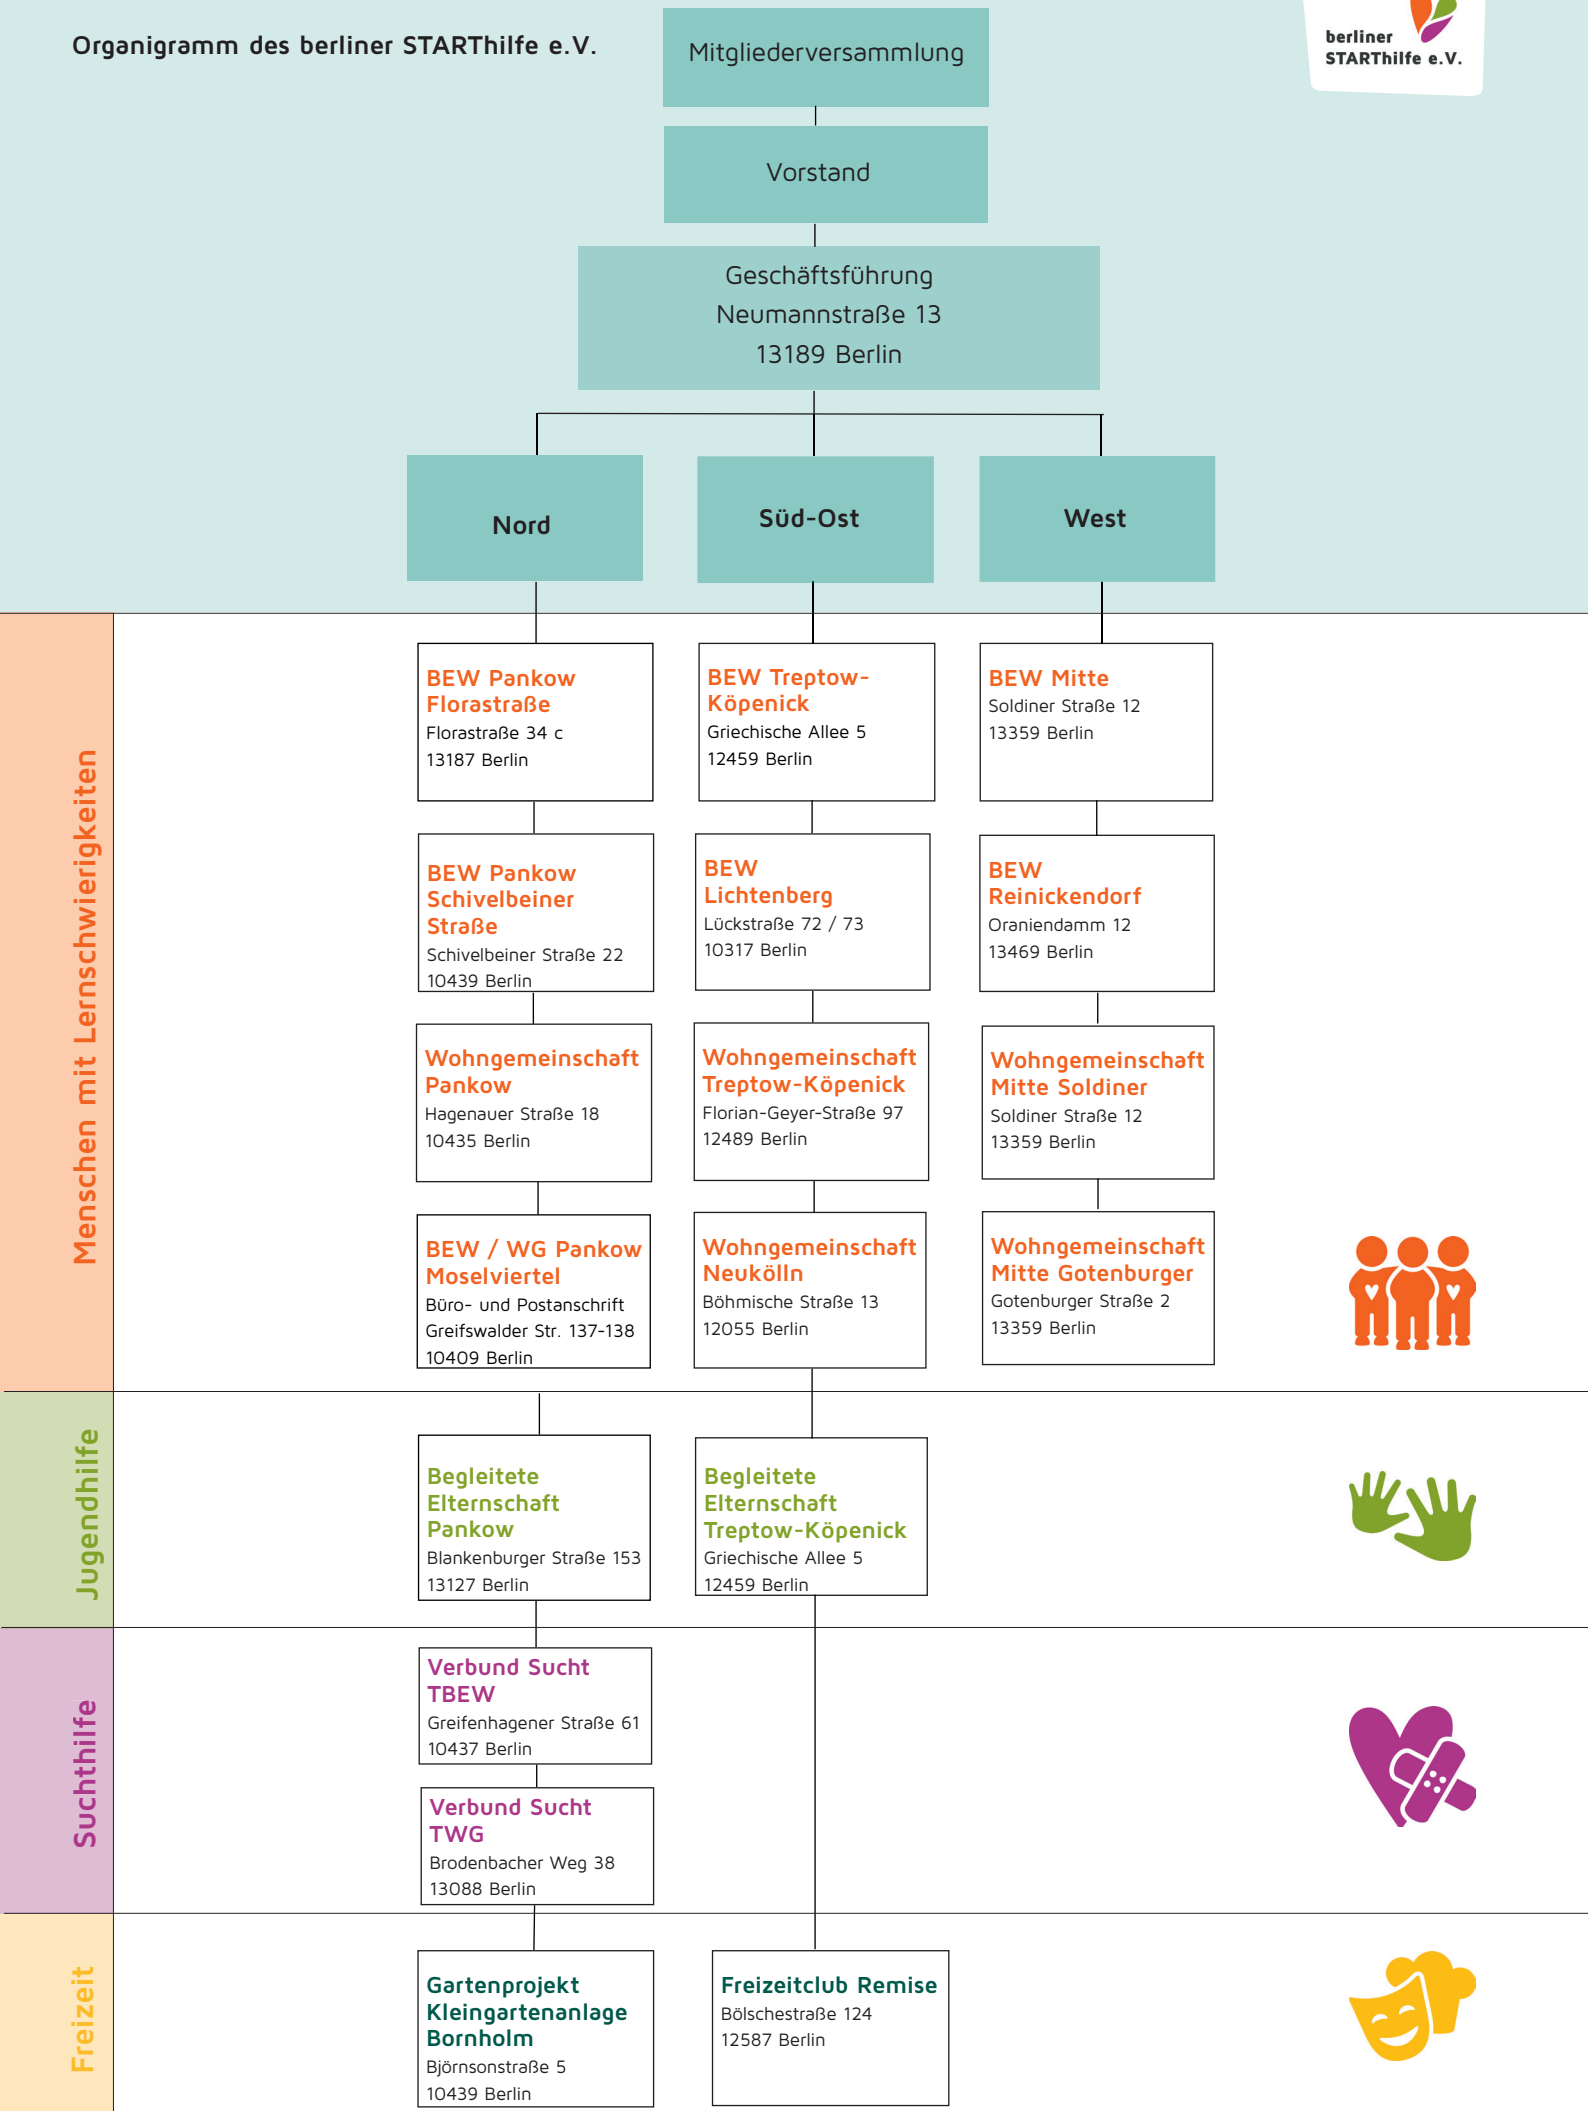 Organigramm des berliner STARThilfe e.V.
berliner
STARThilfe e.V.
Mitgliederversammlung
Vorstand
Geschäftsführung
Neumannstraße 13
13189 Berlin
Nord
Süd-Ost
West
Menschen mit Lernschwierigkeiten
BEW Pankow
Florastraße
Florastraße 34 c
13187 Berlin
BEW Treptow-
Köpenick
Griechische Allee 5
12459 Berlin
BEW Mitte
Soldiner Straße 12
13359 Berlin
BEW Pankow
Schivelbeiner
Straße
Schivelbeiner Straße 22
10439 Berlin
BEW
Lichtenberg
Lückstraße 72 / 73
10317 Berlin
BEW
Reinickendorf
Oraniendamm 12
13469 Berlin
Wohngemeinschaft
Pankow
Hagenauer Straße 18
10435 Berlin
Wohngemeinschaft
Treptow-Köpenick
Florian-Geyer-Straße 97
12489 Berlin
Wohngemeinschaft
Mitte Soldiner
Soldiner Straße 12
13359 Berlin
BEW / WG Pankow
Moselviertel
Büro- und Postanschrift
Greifswalder Str. 137-138
10409 Berlin
Wohngemeinschaft
Neukölln
Böhmische Straße 13
12055 Berlin
Wohngemeinschaft
Mitte Gotenburger
Gotenburger Straße 2
13359 Berlin
Jugendhilfe
Begleitete
Elternschaft
Pankow
Blankenburger Straße 153
13127 Berlin
Begleitete
Elternschaft
Treptow-Köpenick
Griechische Allee 5
12459 Berlin
Suchthilfe
Verbund Sucht
TBEW
Greifenhagener Straße 61
10437 Berlin
Verbund Sucht
TWG
Brodenbacher Weg 38
13088 Berlin
Freizeit
Gartenprojekt
Kleingartenanlage
Bornholm
Björnsonstraße 5
10439 Berlin
Freizeitclub Remise
Bölschestraße 124
12587 Berlin